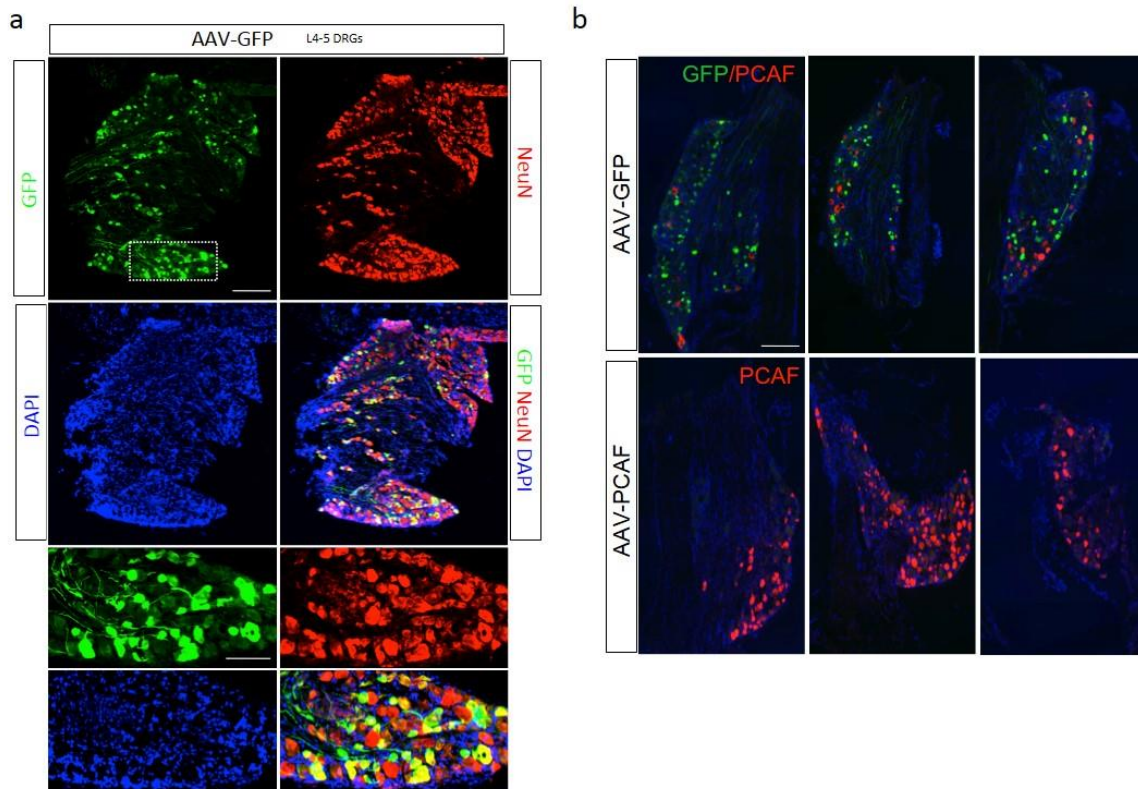 a
AAV-GFP L4-5 DRGs
GFP
NeuN
DAPI
GFP NeuN DAPI
b
AAV-GFP
GFP/PCAF
AAV-PCAF
PCAF